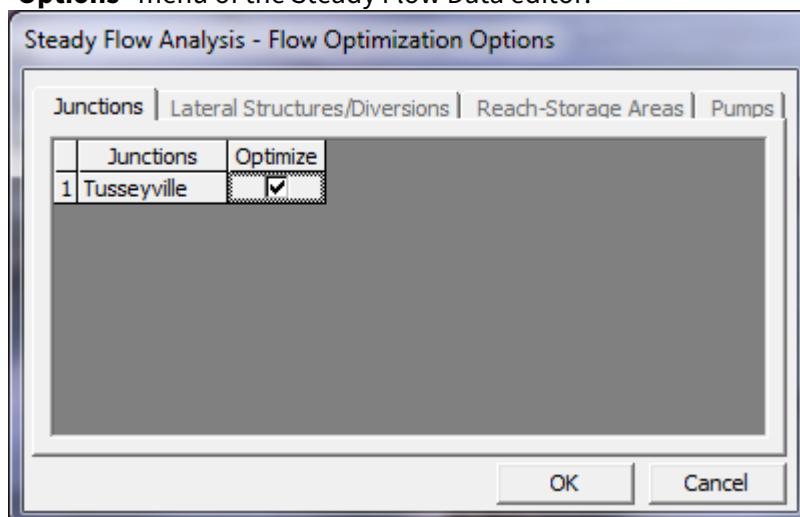 Options" menu of the Steady Flow Data editor.
Steady Flow Analysis - Flow Optimization Options
Junctions Lateral Structures/Diversions Reach-Storage Areas Pumps
Junctions Optimize
1 Tusseyville
OK Cancel